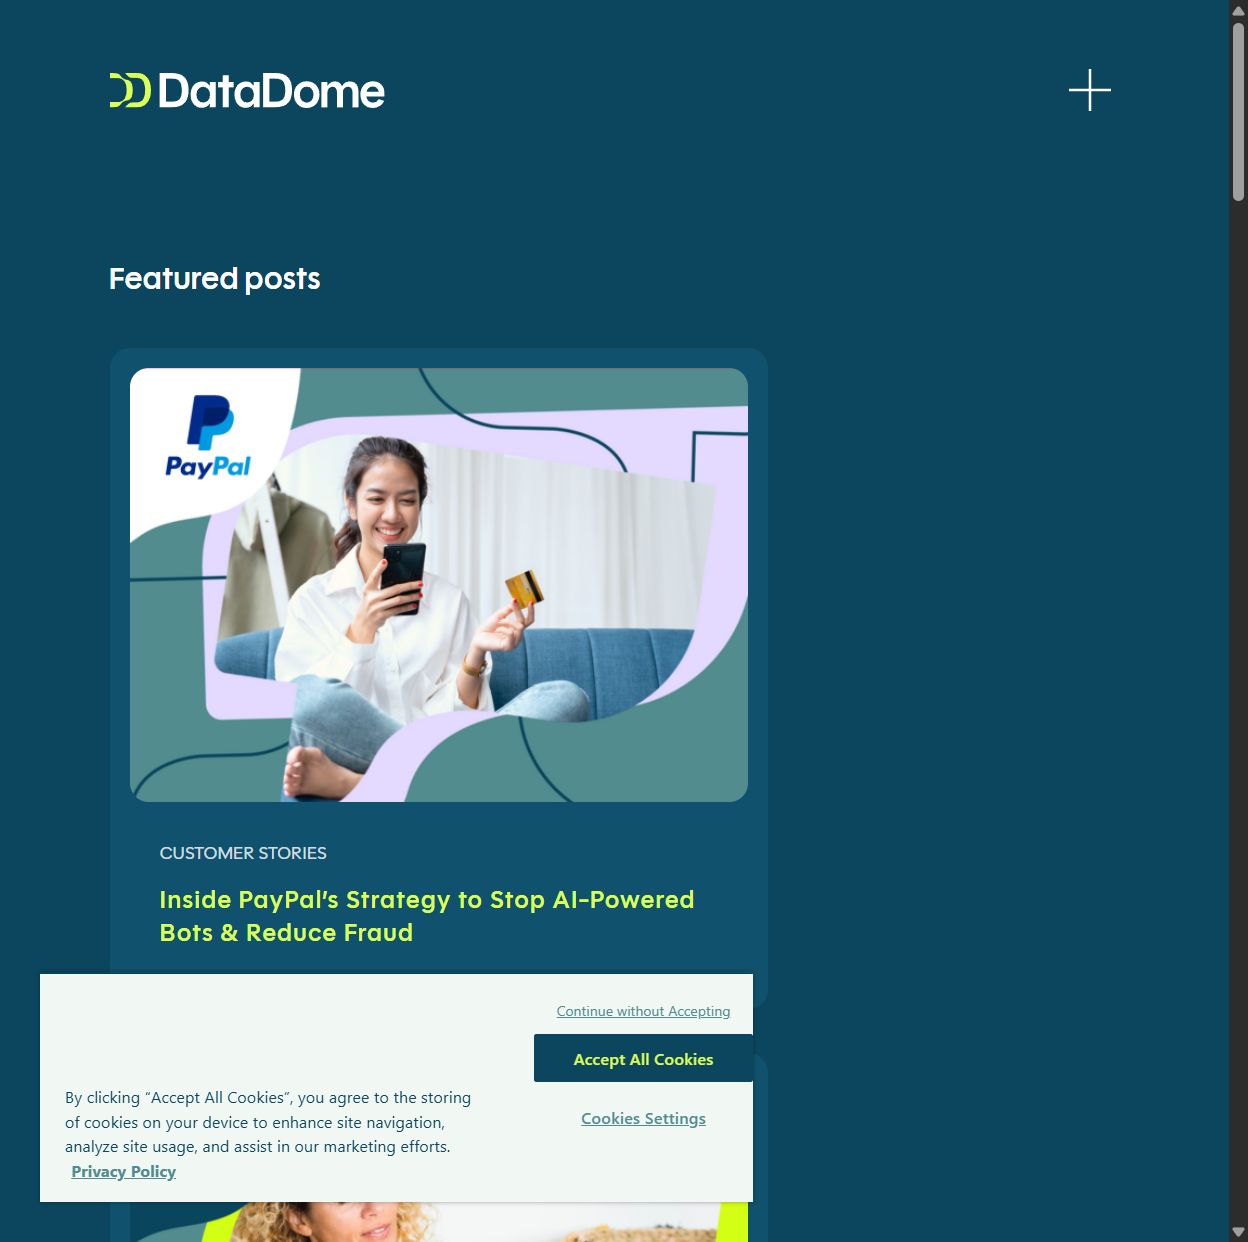 DataDome
Featured posts
PayPal
CUSTOMER STORIES
Inside PayPal's Strategy to Stop AI-Powered
Bots & Reduce Fraud
Continue without Accepting
Accept All Cookies
By clicking “Accept All Cookies”, you agree to the storing
of cookies on your device to enhance site navigation,
analyze site usage, and assist in our marketing efforts.
Privacy Policy
Cookies Settings